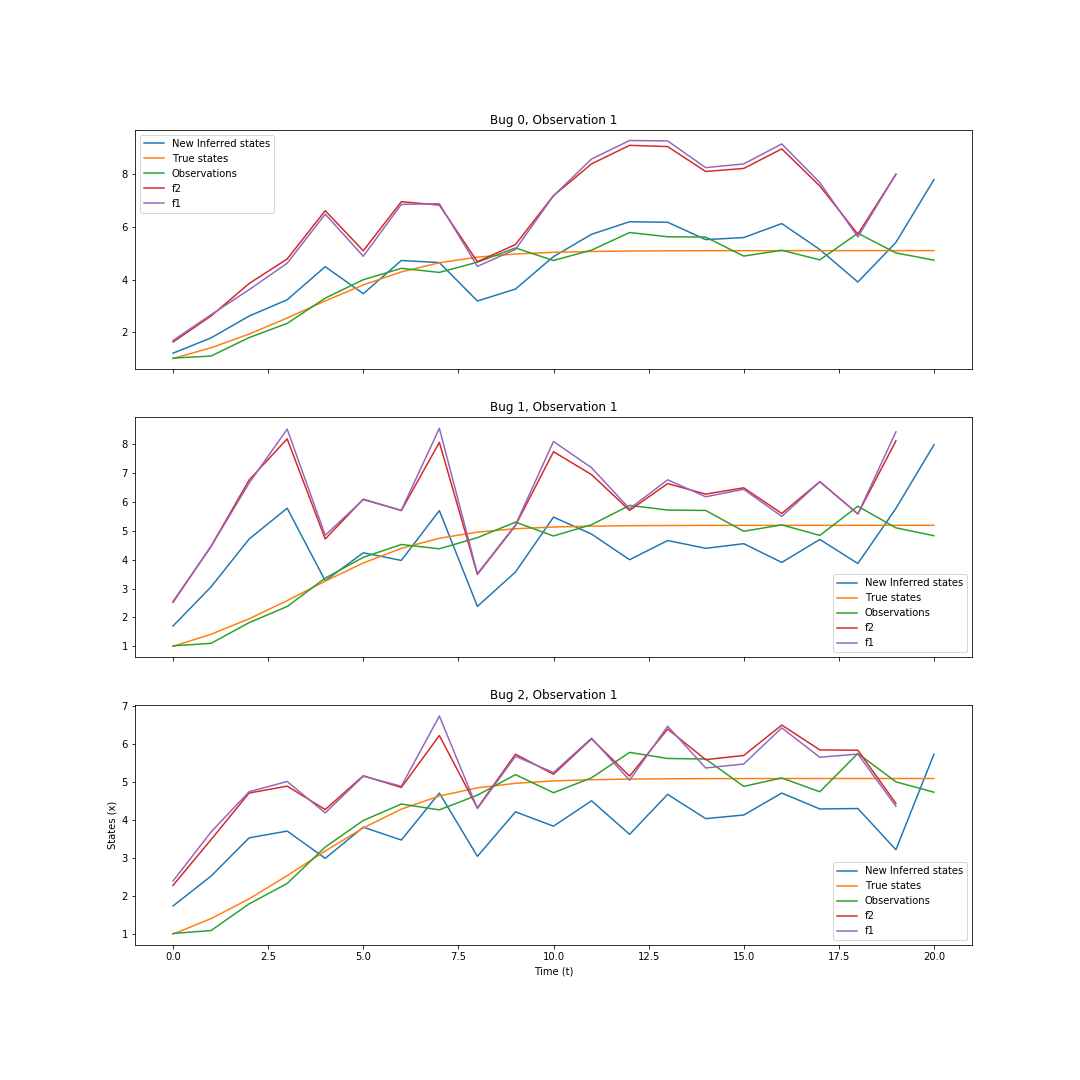 Bug 0, Observation 1
New Inferred states
True states
Observations
f2
f1
8
6
4
2
Bug 1, Observation 1
8
7
6
5
4
3
2
1
New Inferred states
True states
Observations
f2
f1
Bug 2, Observation 1
7
6
5
4
3
2
1
States (x)
New Inferred states
True states
Observations
f2
f1
0.0 2.5 5.0 7.5 10.0 12.5 15.0 17.5 20.0
Time (t)